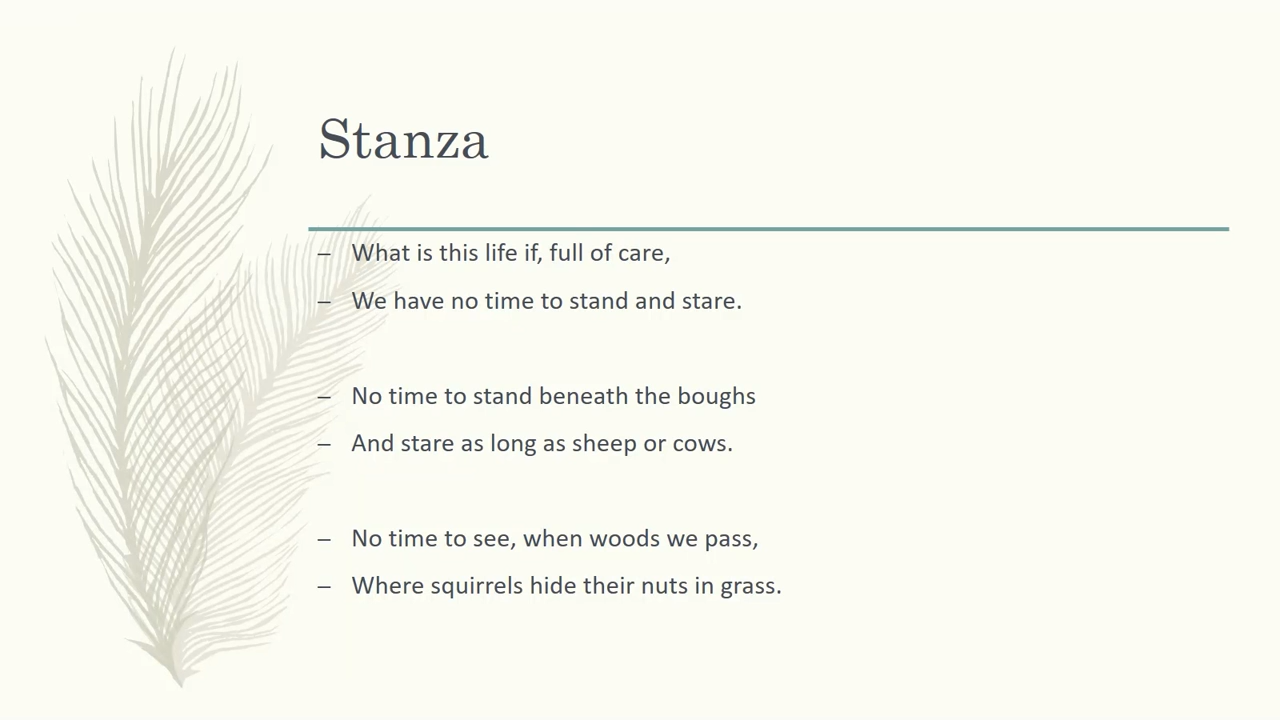 Stanza
– What is this life if, full of care,
– We have no time to stand and stare.
– No time to stand beneath the boughs
– And stare as long as sheep or cows.
– No time to see, when woods we pass,
– Where squirrels hide their nuts in grass.